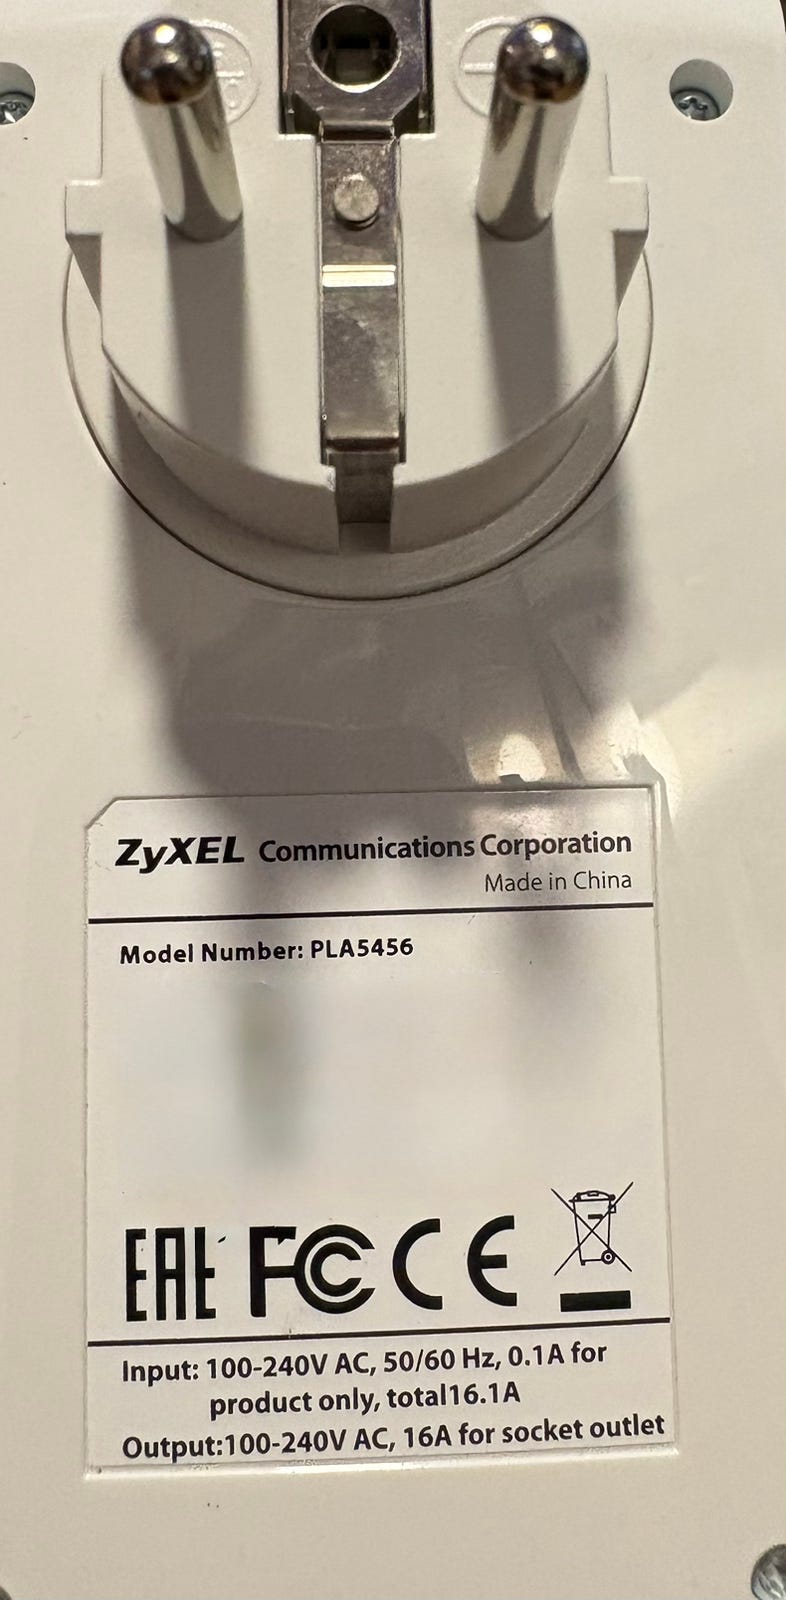 ZyXEL Communications Corporation
Made in China
Model Number: PLA5456
EAC FC CE
Input: 100-240V AC, 50/60 Hz, 0.1A for
product only, total16.1A
Output:100-240V AC, 16A for socket outlet